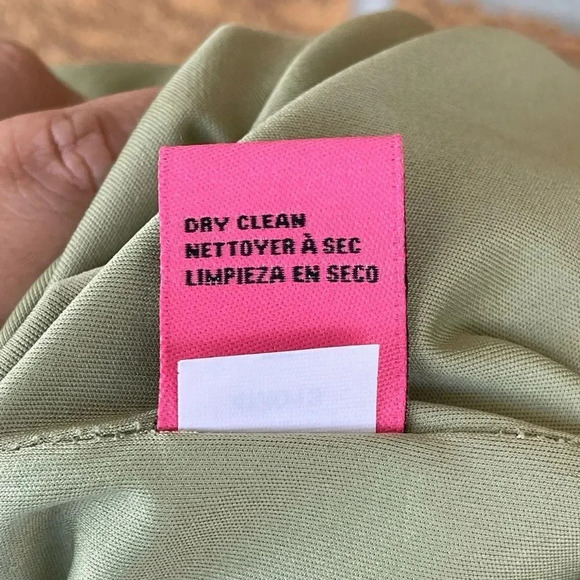 DRY CLEAN
NETTOYER À SEC
LIMPIEZA EN SECO